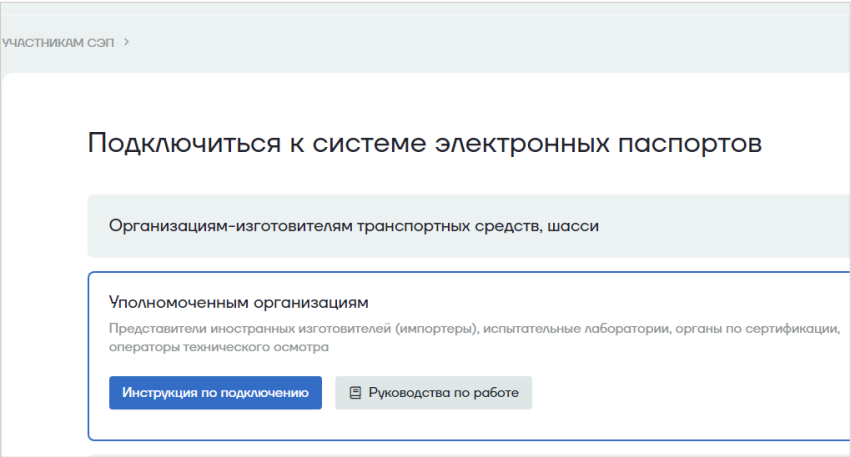 УЧАСТНИКАМ СЭП >
Подключиться к системе электронных паспортов
Организациям-изготовителям транспортных средств, шасси
Уполномоченным организациям
Представители иностранных изготовителей (импортеры), испытательные лаборатории, органы по сертификации,
операторы технического осмотра
Инструкция по подключению
Руководства по работе